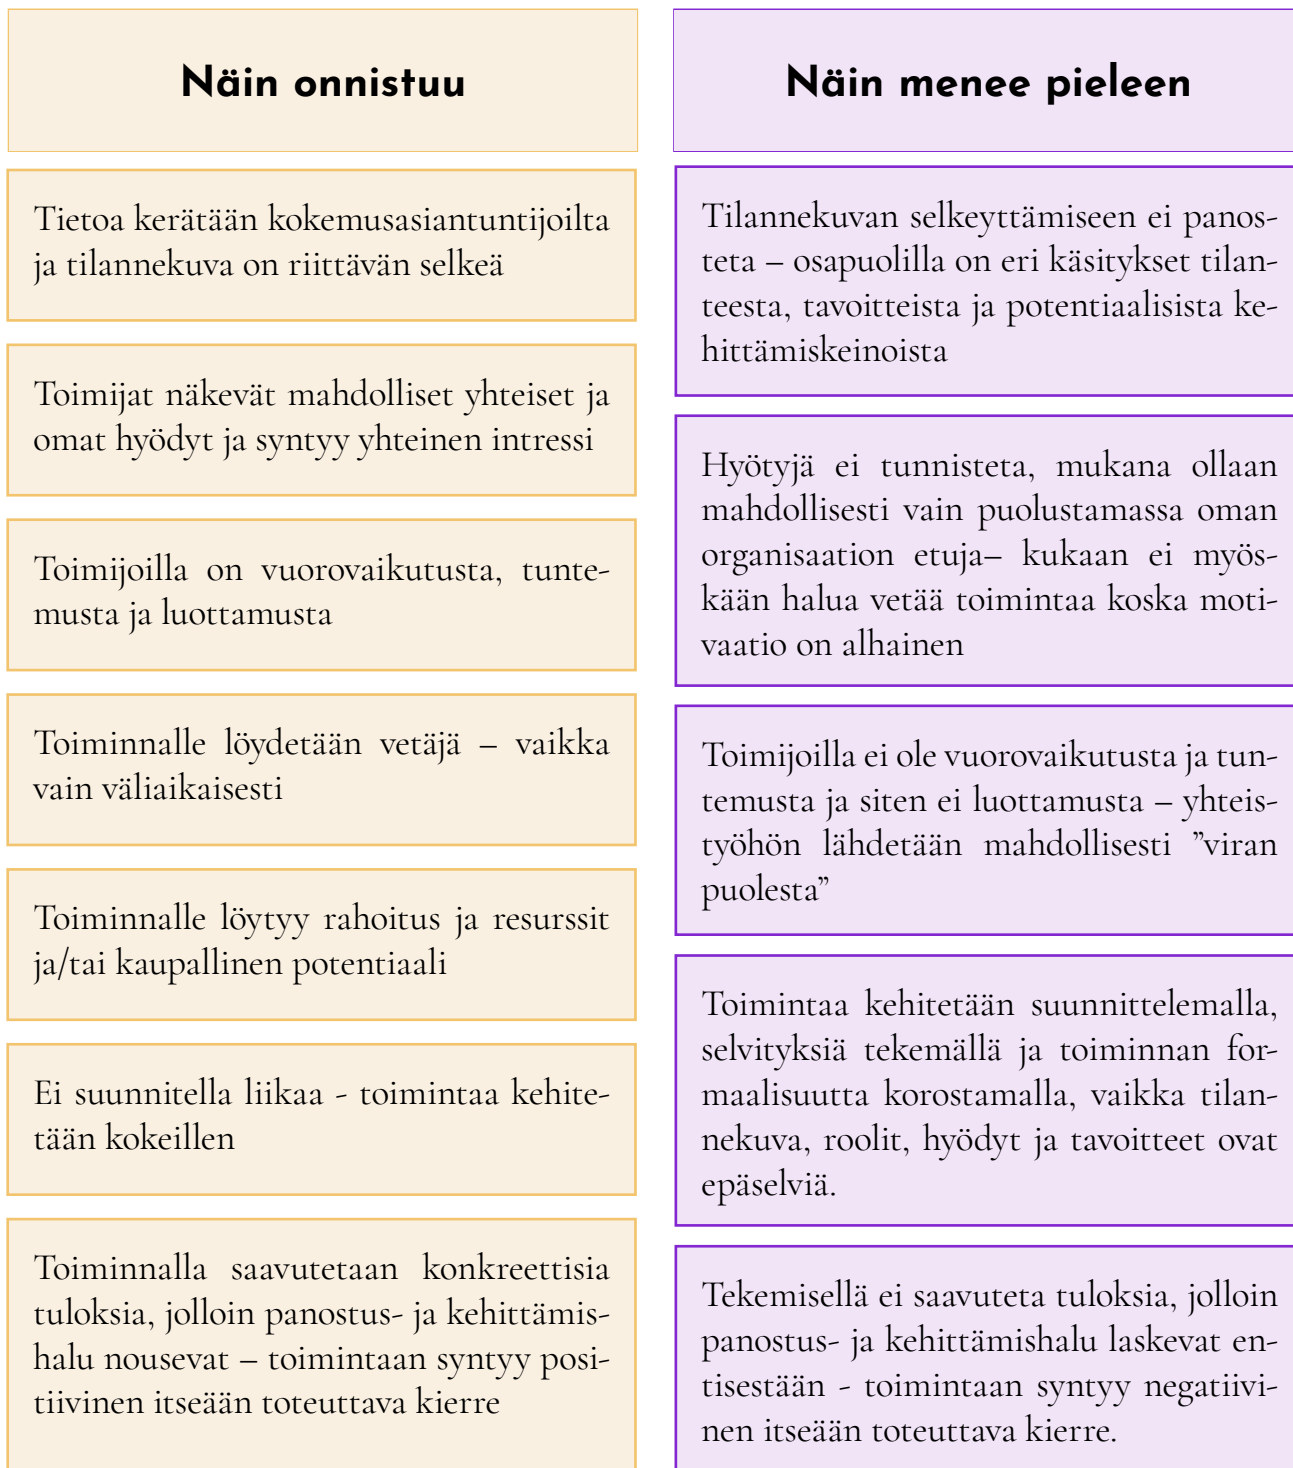 Näin onnistuu
Tietoa kerätään kokemusasiantuntijoilta
ja tilannekuva on riittävän selkeä
Toimijat näkevät mahdolliset yhteiset ja
omat hyödyt ja syntyy yhteinen intressi
Toimijoilla on vuorovaikutusta, tunte-
musta ja luottamusta
Toiminnalle löydetään vetäjä – vaikka
vain väliaikaisesti
Toiminnalle löytyy rahoitus ja resurssit
ja/tai kaupallinen potentiaali
Ei suunnitella liikaa - toimintaa kehite-
tään kokeillen
Toiminnalla saavutetaan konkreettisia
tuloksia, jolloin panostus- ja kehittämis-
halu nousevat – toimintaan syntyy posi-
tiivinen itseään toteuttava kierre
Näin menee pieleen
Tilannekuvan selkeyttämiseen ei panos-
teta – osapuolilla on eri käsitykset tilan-
teesta, tavoitteista ja potentiaalisista ke-
hittämiskeinoista
Hyötyjä ei tunnisteta, mukana ollaan
mahdollisesti vain puolustamassa oman
organisaation etuja– kukaan ei myös-
kään halua vetää toimintaa koska moti-
vaatio on alhainen
Toimijoilla ei ole vuorovaikutusta ja tun-
temusta ja siten ei luottamusta – yhteis-
työhön lähdetään mahdollisesti ”viran
puolesta”
Toimintaa kehitetään suunnittelemalla,
selvityksiä tekemällä ja toiminnan for-
maalisuutta korostamalla, vaikka tilan-
nekuva, roolit, hyödyt ja tavoitteet ovat
epäselviä.
Tekemisellä ei saavuteta tuloksia, jolloin
panostus- ja kehittämishalu laskevat en-
tisestään - toimintaan syntyy negatiivi-
nen itseään toteuttava kierre.